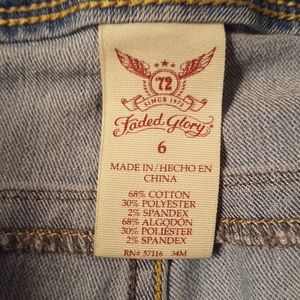 '72
SINCE 1972
Faded Glory
6
MADE IN/HECHO EN
CHINA
68% COTTON
30% POLYESTER
2% SPANDEX
68% ALGODON
30% POLIÉSTER
2% SPANDEX
RN# 57116 34M